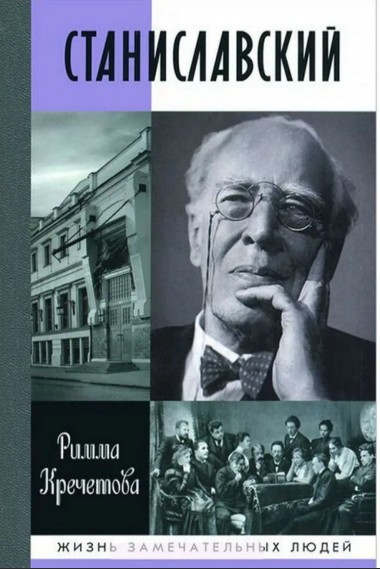 СТАНИСЛАВСКИЙ
Римма
Кречетова
ЖИЗНЬ ЗАМЕЧАТЕЛЬНЫХ ЛЮДЕЙ